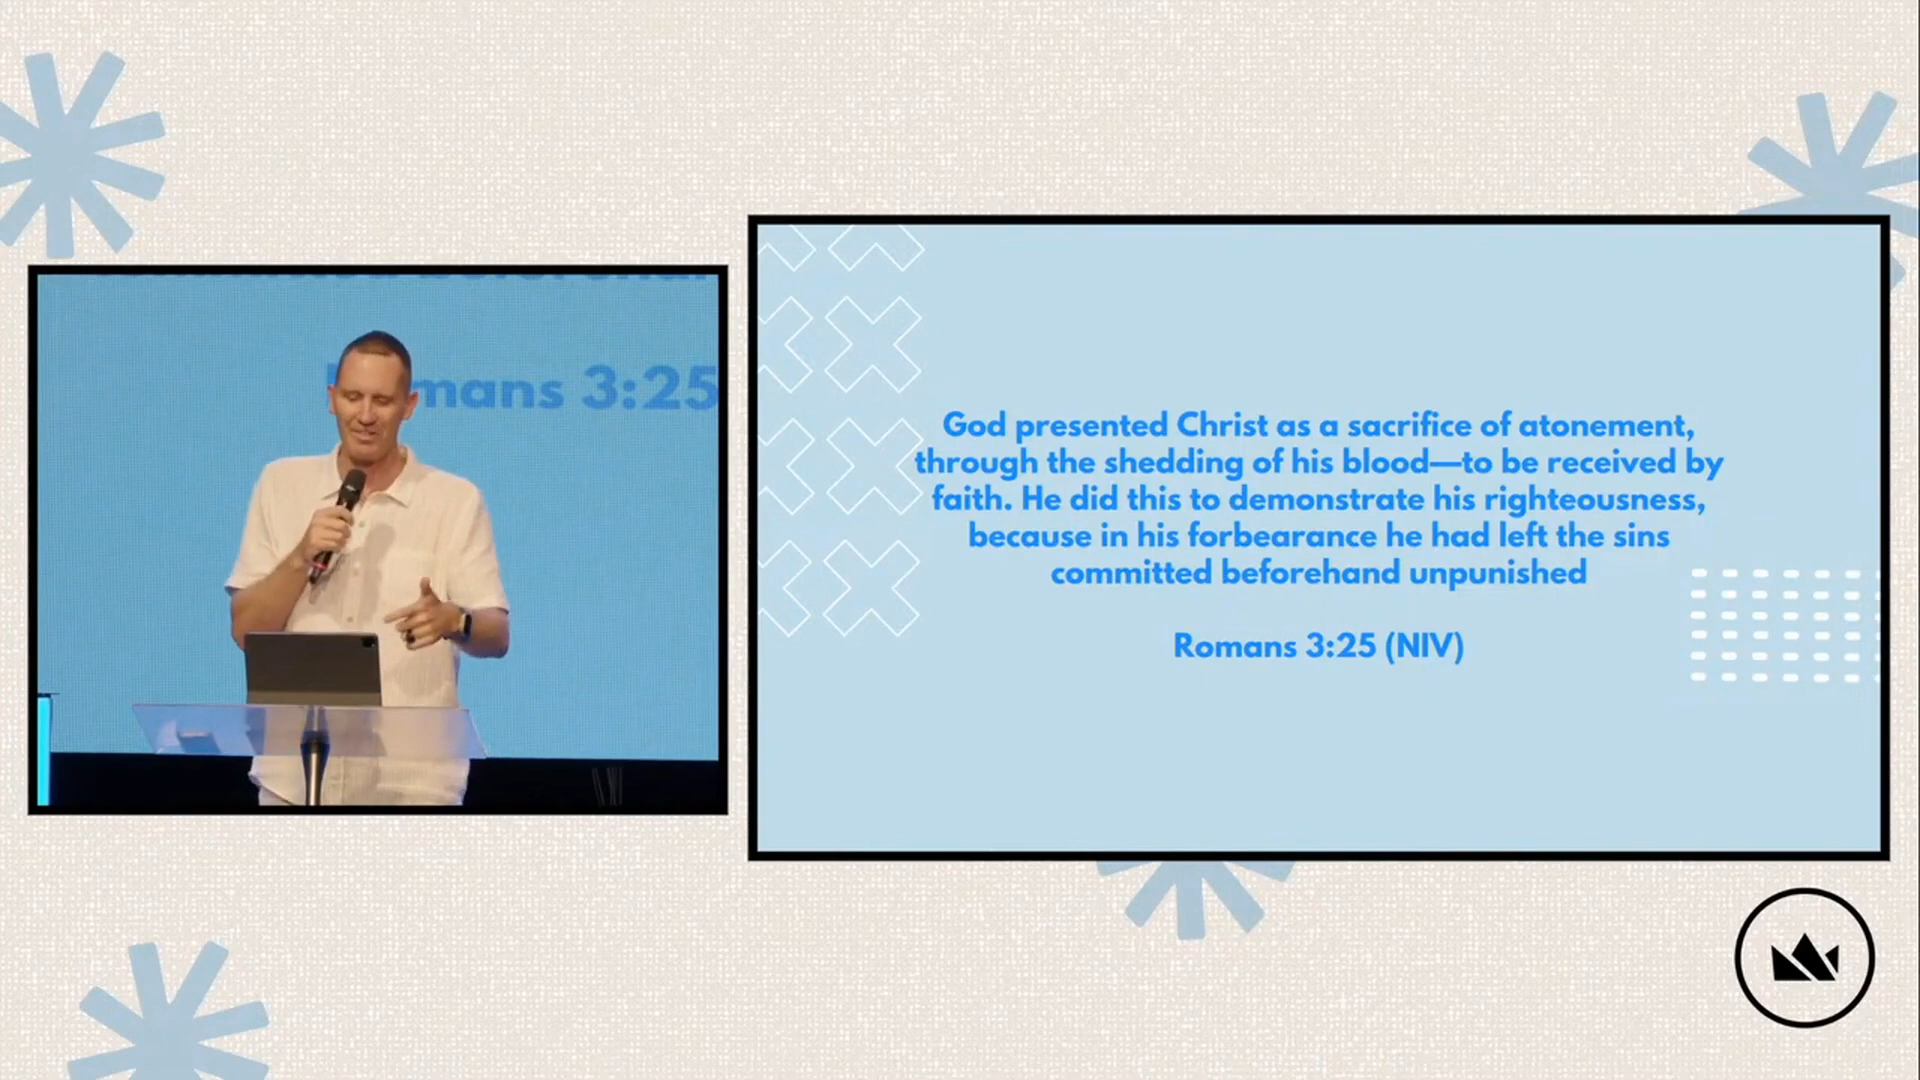 mans 3:25
God presented Christ as a sacrifice of atonement,
through the shedding of his blood—to be received by
faith. He did this to demonstrate his righteousness,
because in his forbearance he had left the sins
committed beforehand unpunished
Romans 3:25 (NIV)